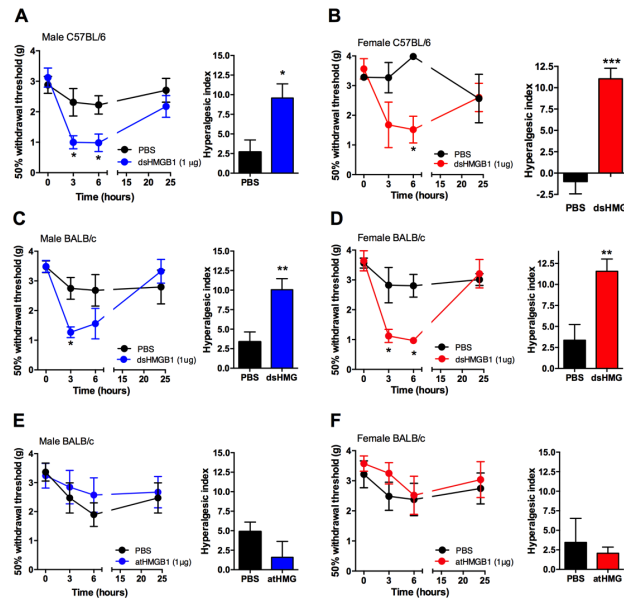 A
Male C57BL/6
50% withdrawal threshold (g)
4
3
2
1
0
0 3 6 15 20 25
Time (hours)
*
*
PBS
dsHMGB1 (1 µg)
Hyperalgesic index
15.0
12.5
10.0
7.5
5.0
2.5
0.0
*
PBS dsHMG
B
Female C57BL/6
50% withdrawal threshold (g)
4
3
2
1
0
0 3 6 15 20 25
Time (hours)
*
PBS
dsHMGB1 (1ug)
Hyperalgesic index
12.5
10.0
7.5
5.0
2.5
0.0
-2.5
***
PBS dsHMG
C
Male BALB/c
50% withdrawal threshold (g)
4
3
2
1
0
0 3 6 15 20 25
Time (hours)
*
PBS
dsHMGB1 (1ug)
Hyperalgesic index
15.0
12.5
10.0
7.5
5.0
2.5
0.0
**
PBS dsHMG
D
Female BALB/c
50% withdrawal threshold (g)
4
3
2
1
0
0 3 6 15 20 25
Time (hours)
*
*
PBS
dsHMGB1 (1ug)
Hyperalgesic index
15.0
12.5
10.0
7.5
5.0
2.5
0.0
**
PBS dsHMG
E
Male BALB/c
50% withdrawal threshold (g)
5
4
3
2
1
0
0 3 6 15 20 25
Time (hours)
PBS
atHMGB1 (1µg)
Hyperalgesic index
15.0
12.5
10.0
7.5
5.0
2.5
0.0
PBS atHMG
F
Female BALB/c
50% withdrawal threshold (g)
4
3
2
1
0
0 3 6 15 20 25
Time (hours)
PBS
atHMGB1 (1µg)
Hyperalgesic index
15.0
12.5
10.0
7.5
5.0
2.5
0.0
PBS atHMG